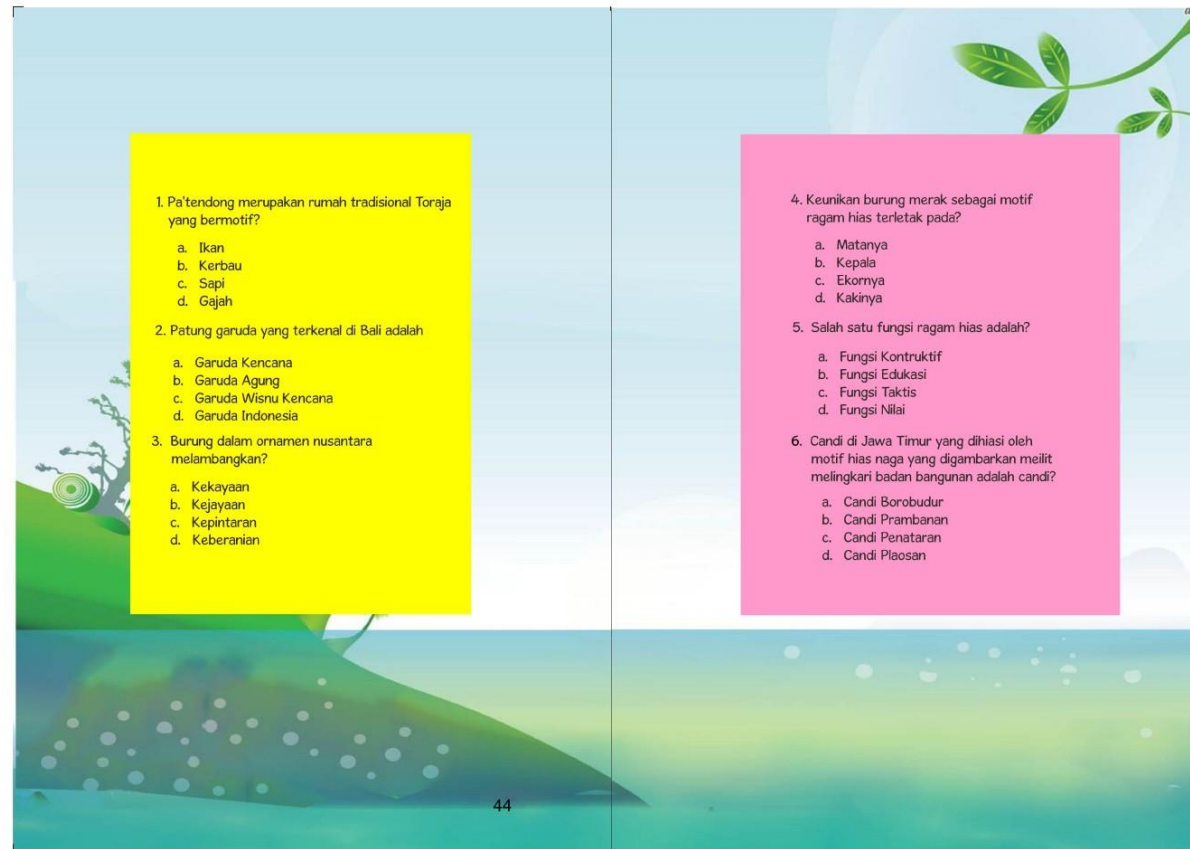 1. Pa'tendong merupakan rumah tradisional Toraja
yang bermotif?
a. Ikan
b. Kerbau
c. Sapi
d. Gajah
2. Patung garuda yang terkenal di Bali adalah
a. Garuda Kencana
b. Garuda Agung
c. Garuda Wisnu Kencana
d. Garuda Indonesia
3. Burung dalam ornamen nusantara
melambangkan?
a. Kekayaan
b. Kejayaan
c. Kepintaran
d. Keberanian
44
4. Keunikan burung merak sebagai motif
ragam hias terletak pada?
a. Matanya
b. Kepala
c. Ekornya
d. Kakinya
5. Salah satu fungsi ragam hias adalah?
a. Fungsi Kontruktif
b. Fungsi Edukasi
c. Fungsi Taktis
d. Fungsi Nilai
6. Candi di Jawa Timur yang dihiasi oleh
motif hias naga yang digambarkan meilit
melingkari badan bangunan adalah candi?
a. Candi Borobudur
b. Candi Prambanan
c. Candi Penataran
d. Candi Plaosan